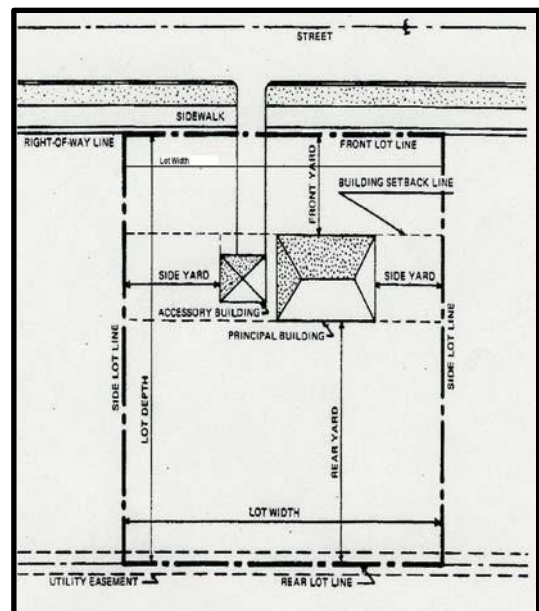 STREET
SIDEWALK
RIGHT-OF-WAY LINE
FRONT LOT LINE
Lot Width
FRONT YARD
BUILDING SETBACK LINE
SIDE YARD
SIDE YARD
ACCESSORY BUILDING
PRINCIPAL BUILDING
SIDE LOT LINE
LOT DEPTH
REAR YARD
SIDE LOT LINE
LOT WIDTH
UTILITY EASEMENT
REAR LOT LINE